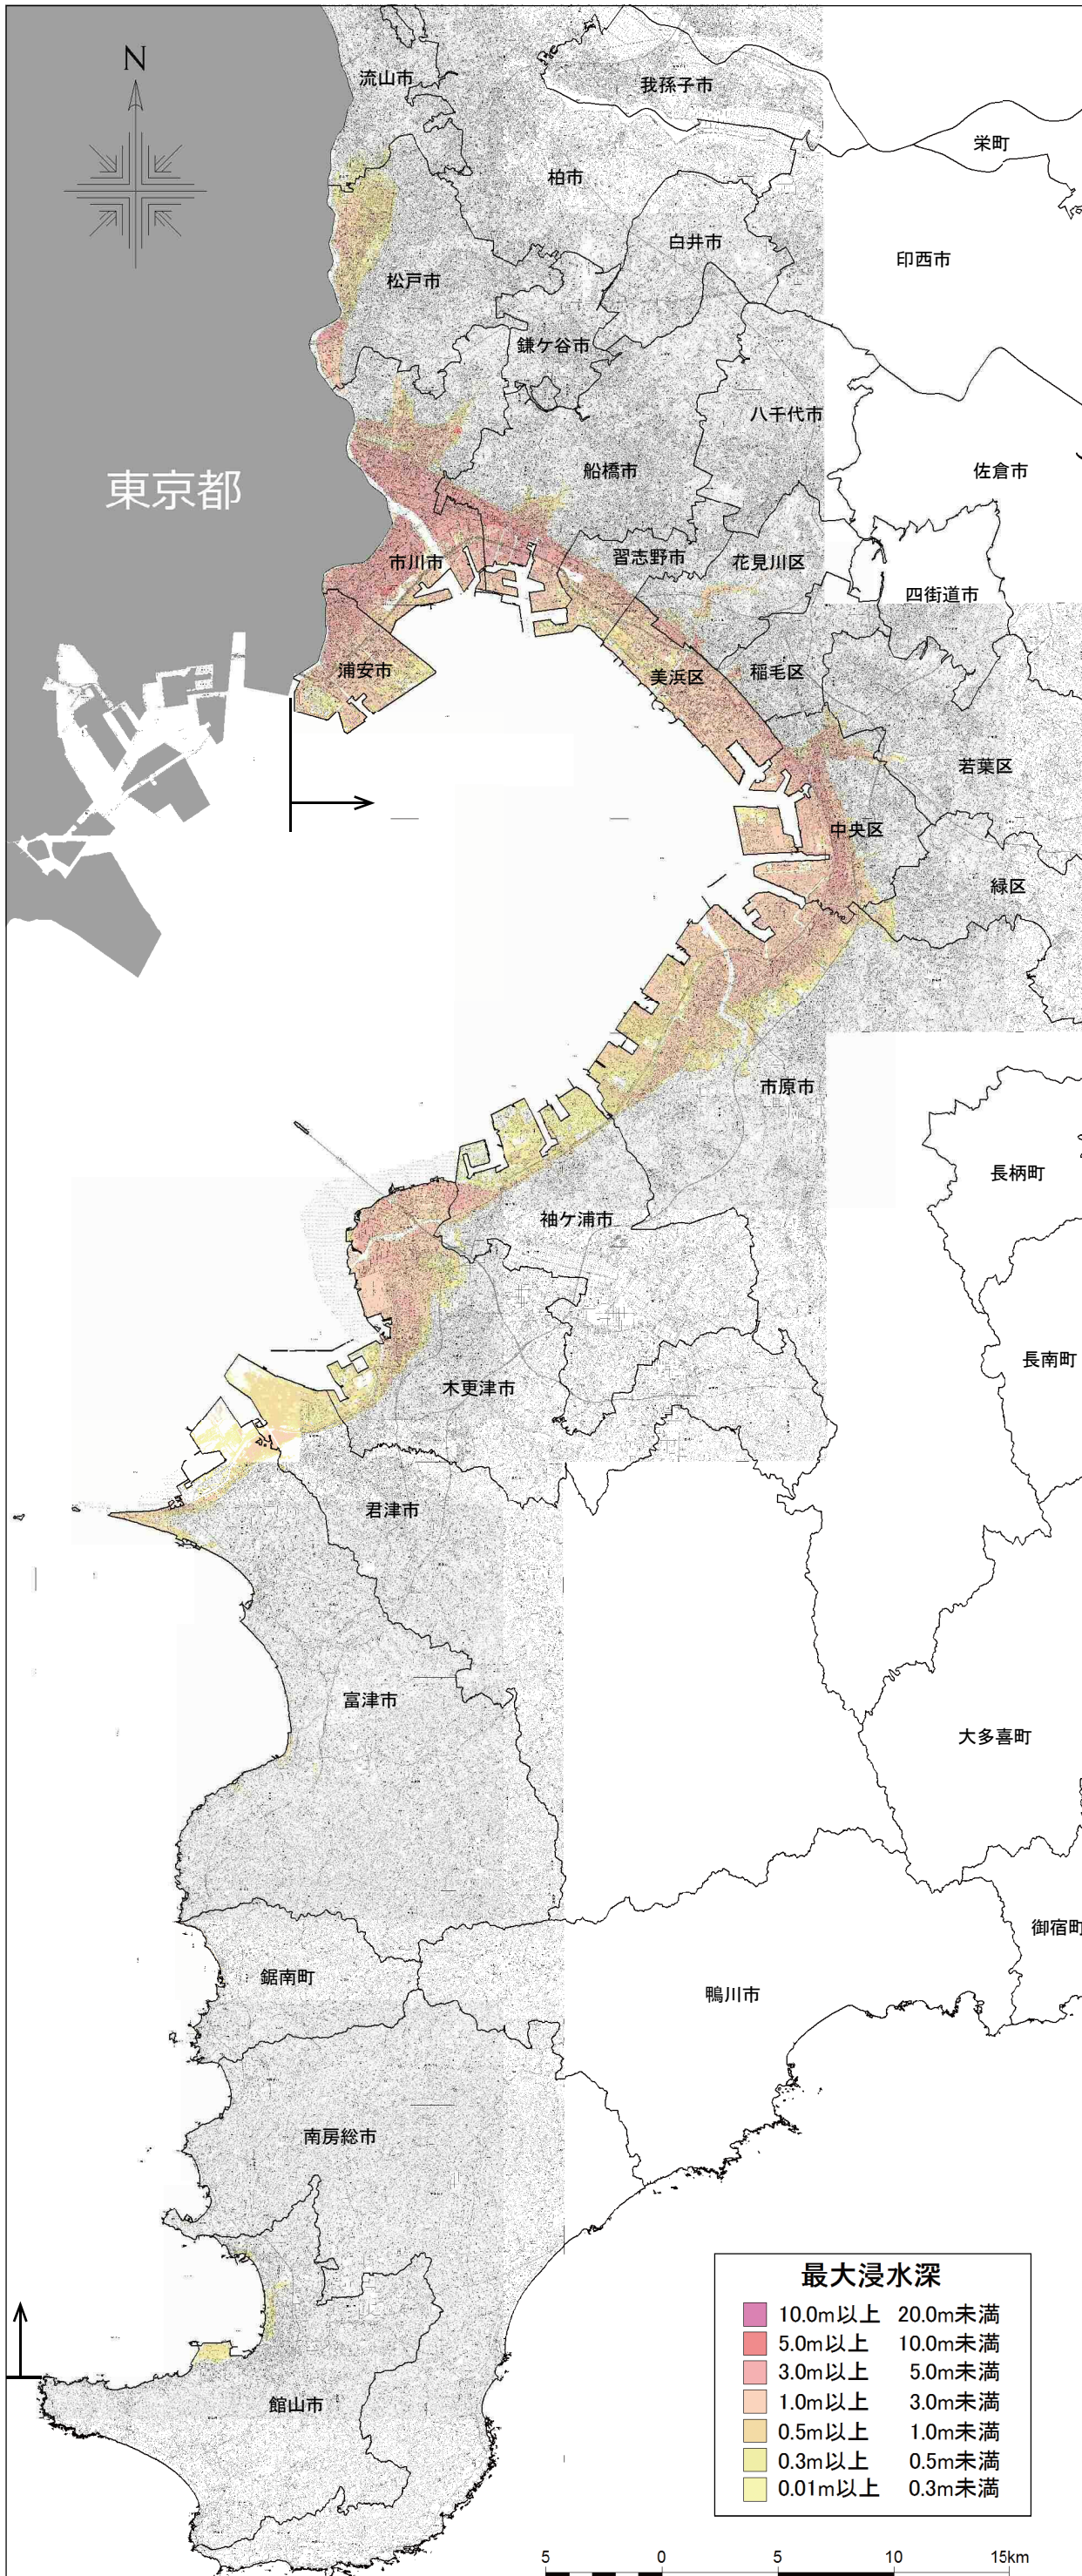 N
流山市
我孫子市
栄町
柏市
白井市
印西市
松戸市
鎌ケ谷市
八千代市
東京都
船橋市
佐倉市
市川市
習志野市
花見川区
四街道市
浦安市
美浜区
稲毛区
若葉区
中央区
緑区
市原市
長柄町
袖ケ浦市
長南町
木更津市
君津市
富津市
大多喜町
御宿町
鋸南町
鴨川市
南房総市
館山市
最大浸水深
10.0m以上 20.0m未満
5.0m以上 10.0m未満
3.0m以上 5.0m未満
1.0m以上 3.0m未満
0.5m以上 1.0m未満
0.3m以上 0.5m未満
0.01m以上 0.3m未満
5 0 5 10 15km